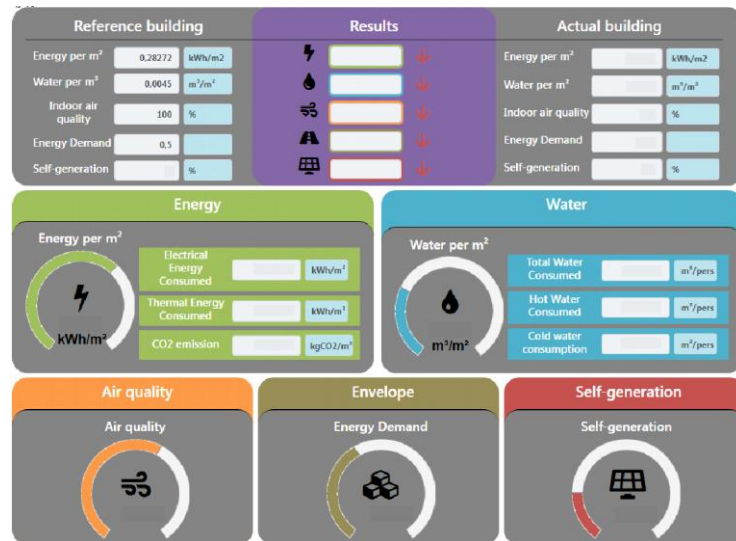 Reference building
Results
Actual building
Energy per m² 0,28272 kWh/m2
Energy per m² kWh/m2
Water per m² 0,0045 m³/m²
Water per m² m³/m²
Indoor air quality 100 %
Indoor air quality %
Energy Demand 0,5
Energy Demand
Self-generation %
Self-generation %
Energy
Energy per m²
kWh/m²
Electrical
Energy
Consumed
kWh/m²
Thermal Energy
Consumed
kWh/m²
CO2 emission
kgCO2/m²
Water
Water per m²
m³/m²
Total Water
Consumed
m³/pers
Hot Water
Consumed
m³/pers
Cold water
consumption
m³/pers
Air quality
Air quality
Envelope
Energy Demand
Self-generation
Self-generation